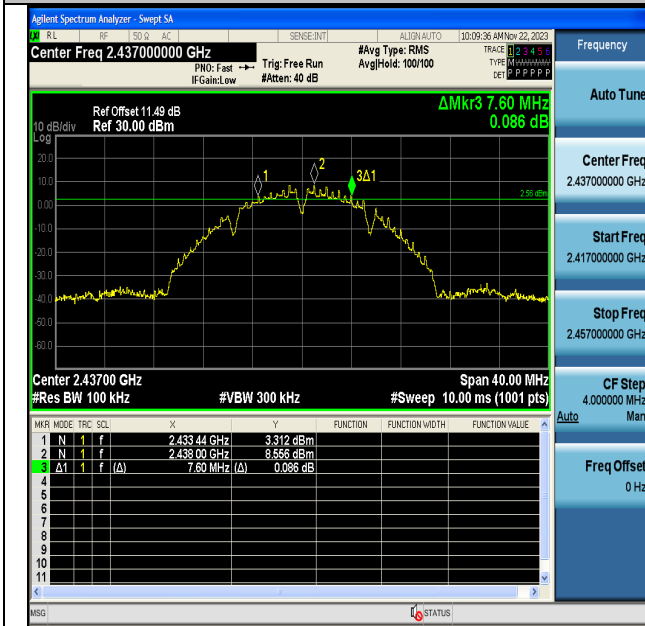 Agilent Spectrum Analyzer - Swept SA
LXI RL RF 50 Ω AC SENSE:INT ALIGN AUTO 10:09:36 AM Nov 22, 2023
Center Freq 2.437000000 GHz #Avg Type: RMS TRACE 1 2 3 4 5 6
PNO: Fast Trig: Free Run Avg|Hold: 100/100 TYPE M
IFGain:Low #Atten: 40 dB DET P P P P P P
Frequency
ΔMkr3 7.60 MHz
0.086 dB
Ref Offset 11.49 dB
10 dB/div Ref 30.00 dBm
Log
20.0
10.0
0.00
-10.0
-20.0
-30.0
-40.0
-50.0
-60.0
1
2
3Δ1
2.56 dBm
Center 2.43700 GHz Span 40.00 MHz
#Res BW 100 kHz #VBW 300 kHz #Sweep 10.00 ms (1001 pts)
MKR MODE TRC SCL X Y FUNCTION FUNCTION WIDTH FUNCTION VALUE
1 N 1 f 2.433 44 GHz 3.312 dBm
2 N 1 f 2.438 00 GHz 8.556 dBm
3 Δ1 1 f (Δ) 7.60 MHz (Δ) 0.086 dB
4
5
6
7
8
9
10
11
MSG STATUS
Auto Tune
Center Freq
2.437000000 GHz
Start Freq
2.417000000 GHz
Stop Freq
2.457000000 GHz
CF Step
4.000000 MHz
Auto Man
Freq Offset
0 Hz